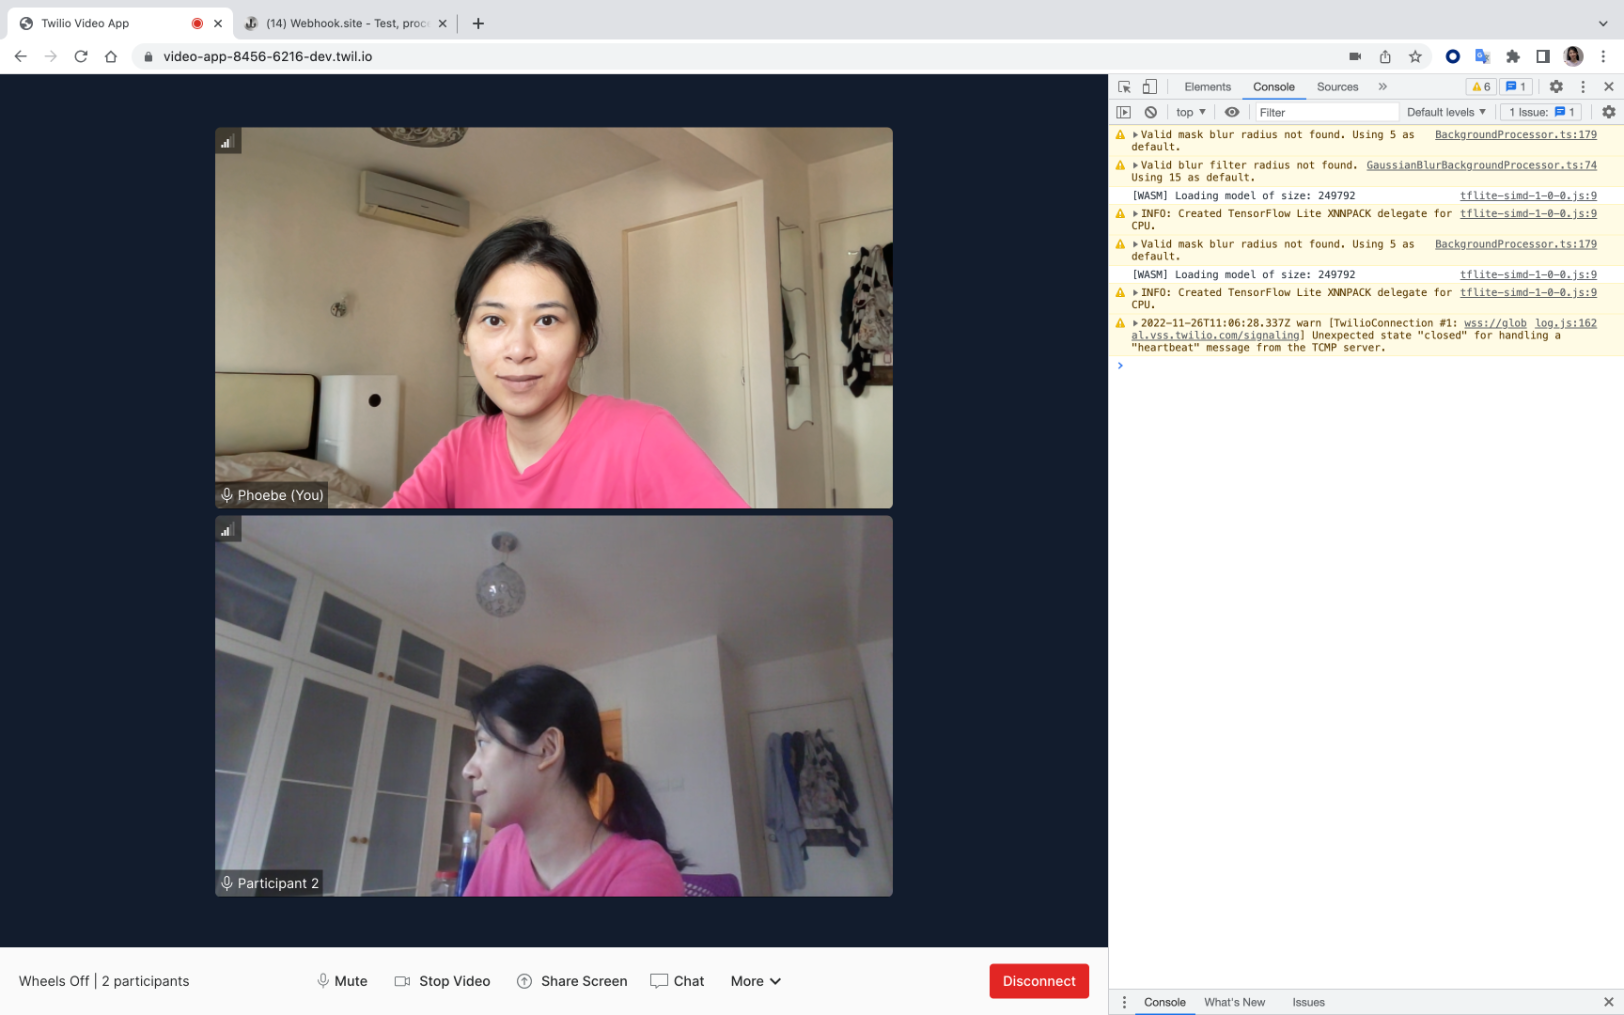 Twilio Video App
(14) Webhook.site - Test, proc
video-app-8456-6216-dev.twil.io
Elements Console Sources 6 1
top Filter Default levels 1 Issue: 1
Valid mask blur radius not found. Using 5 as BackgroundProcessor.ts:179
default.
Valid blur filter radius not found. GaussianBlurBackgroundProcessor.ts:74
Using 15 as default.
[WASM] Loading model of size: 249792 tflite-simd-1-0-0.js:9
INFO: Created TensorFlow Lite XNNPACK delegate for tflite-simd-1-0-0.js:9
CPU.
Valid mask blur radius not found. Using 5 as BackgroundProcessor.ts:179
default.
[WASM] Loading model of size: 249792 tflite-simd-1-0-0.js:9
INFO: Created TensorFlow Lite XNNPACK delegate for tflite-simd-1-0-0.js:9
CPU.
2022-11-26T11:06:28.337Z warn [TwilioConnection #1: wss://glob log.js:162
al.vss.twilio.com/signaling] Unexpected state "closed" for handling a
"heartbeat" message from the TCMP server.
Phoebe (You)
Participant 2
Wheels Off | 2 participants Mute Stop Video Share Screen Chat More Disconnect
Console What's New Issues